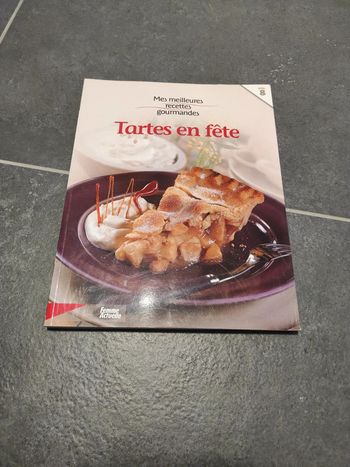 Mes meilleures
recettes
gourmandes
Tartes en fête
8
Femme
Actuelle